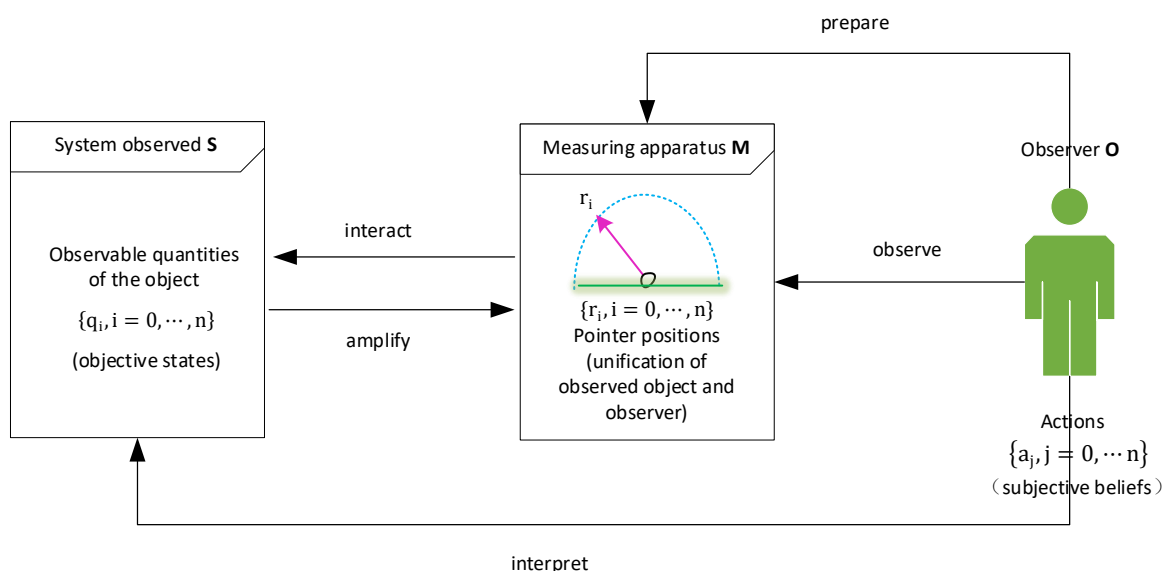 prepare
System observed S
Measuring apparatus M
Observer O
r_i
interact
observe
Observable quantities
of the object
{q_i, i = 0, ⋯, n}
(objective states)
amplify
{r_i, i = 0, ⋯, n}
Pointer positions
(unification of
observed object and
observer)
Actions
{a_j, j = 0, ⋯ n}
（subjective beliefs）
interpret